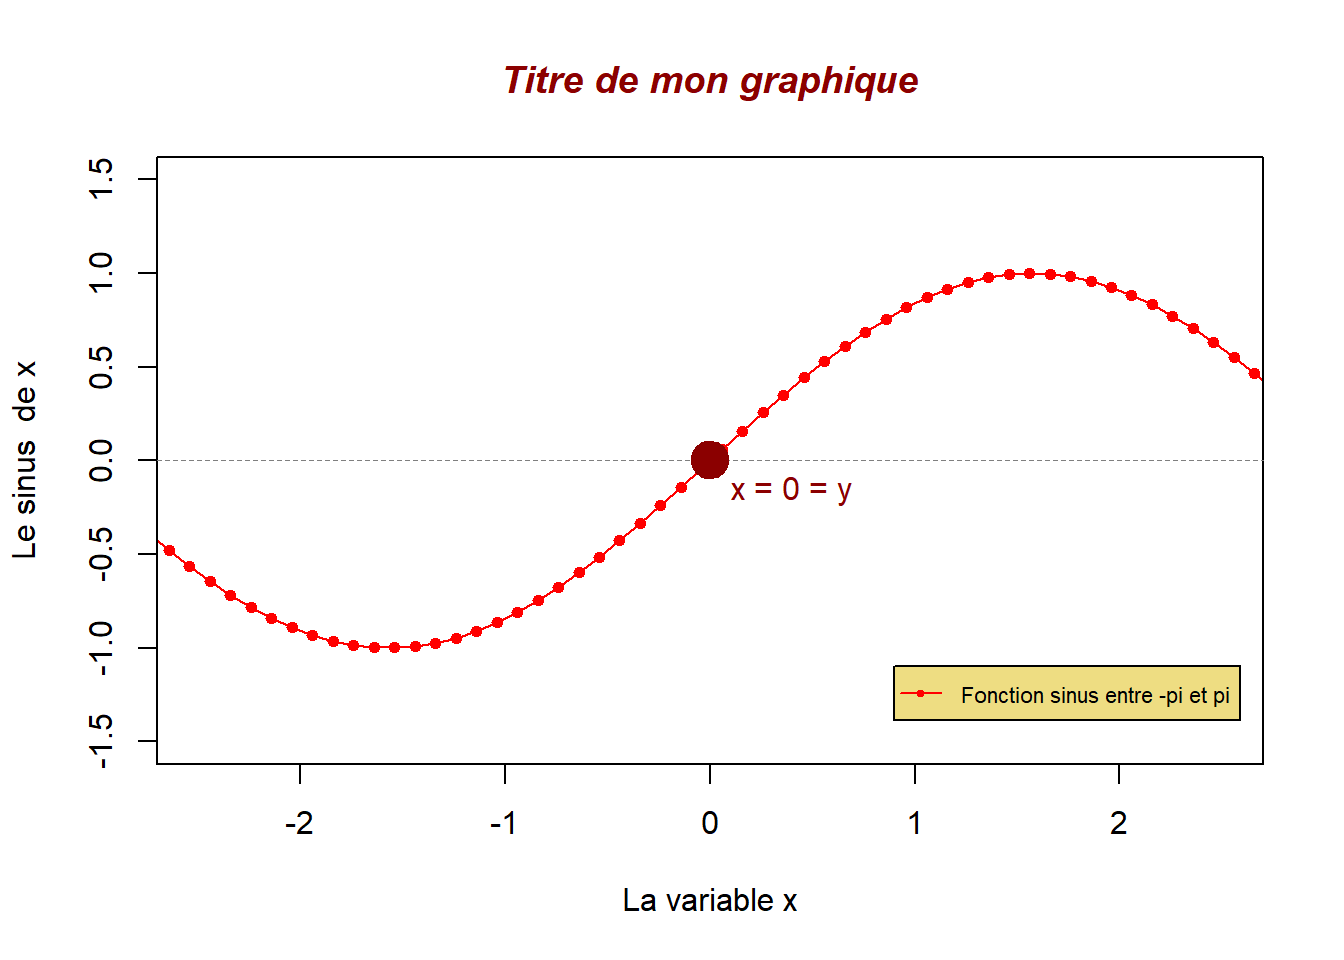 Titre de mon graphique
1.5
1.0
0.5
0.0
-0.5
-1.0
-1.5
Le sinus  de x
x = 0 = y
Fonction sinus entre -pi et pi
-2
-1
0
1
2
La variable x